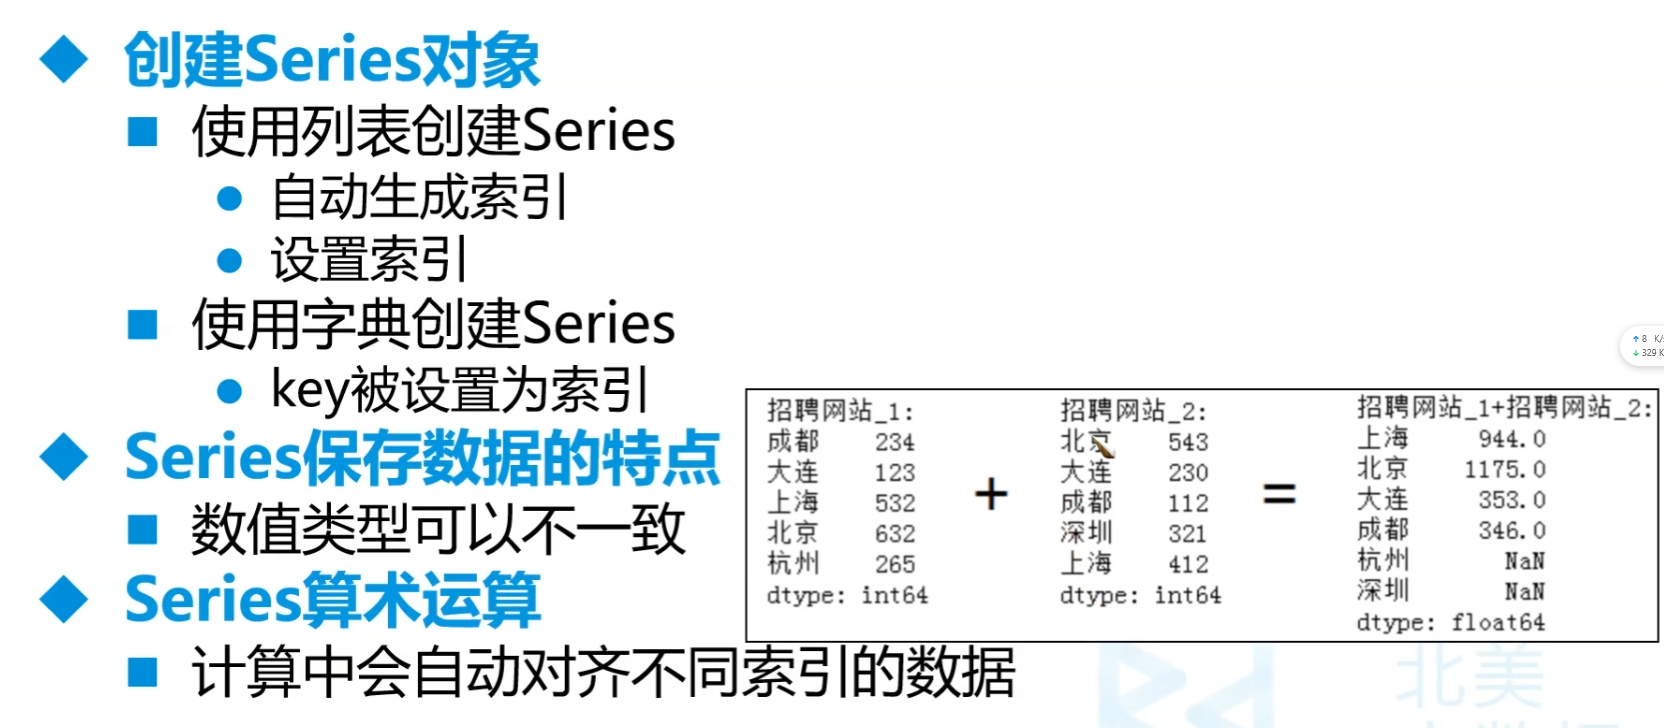 创建Series对象
使用列表创建Series
自动生成索引
设置索引
使用字典创建Series
key被设置为索引
Series保存数据的特点
数值类型可以不一致
Series算术运算
计算中会自动对齐不同索引的数据
招聘网站_1:
成都 234
大连 123
上海 532
北京 632
杭州 265
dtype: int64
+
招聘网站_2:
北京 543
大连 230
成都 112
深圳 321
上海 412
dtype: int64
=
招聘网站_1+招聘网站_2:
上海 944.0
北京 1175.0
大连 353.0
成都 346.0
杭州 NaN
深圳 NaN
dtype: float64
↑ 8 K/
↓ 329 K
北美